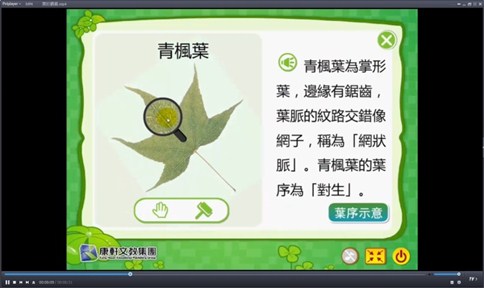 青楓葉
青楓葉為掌形
葉，邊緣有鋸齒，
葉脈的紋路交錯像
網子，稱為「網狀
脈」。青楓葉的葉
序為「對生」。
葉序示意
康軒文教集團